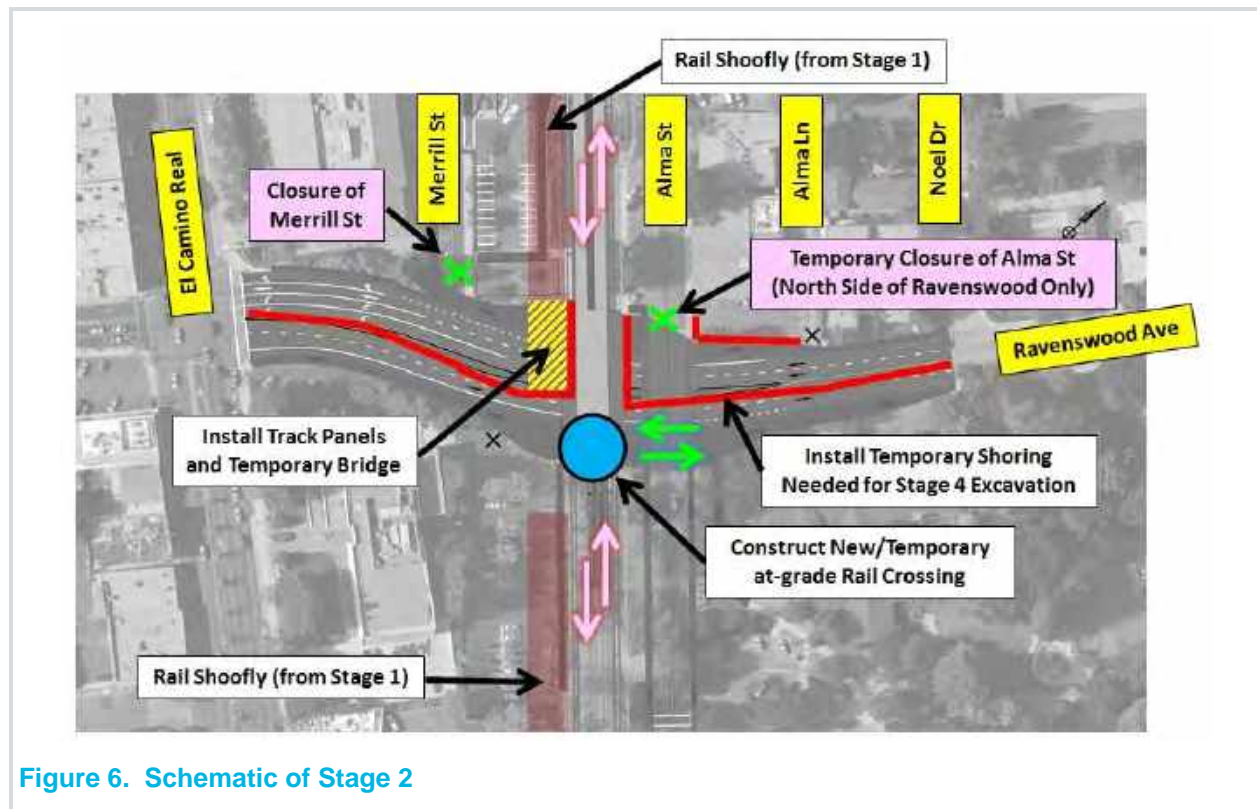 Rail Shoofly (from Stage 1)
El Camino Real
Merrill St
Alma St
Alma Ln
Noel Dr
Closure of
Merrill St
Temporary Closure of Alma St
(North Side of Ravenswood Only)
Ravenswood Ave
Install Track Panels
and Temporary Bridge
Install Temporary Shoring
Needed for Stage 4 Excavation
Construct New/Temporary
at-grade Rail Crossing
Rail Shoofly (from Stage 1)
Figure 6. Schematic of Stage 2